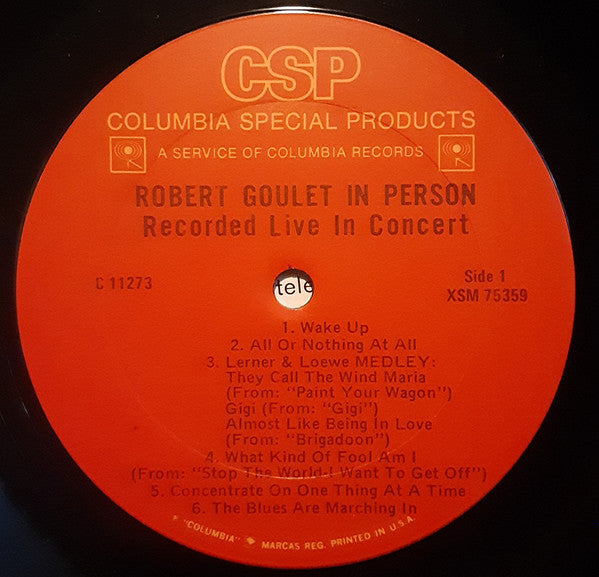 CSP
COLUMBIA SPECIAL PRODUCTS
A SERVICE OF COLUMBIA RECORDS
ROBERT GOULET IN PERSON
Recorded Live In Concert
C 11273
Side 1
XSM 75359
tele
1. Wake Up
2. All Or Nothing At All
3. Lerner & Loewe MEDLEY:
They Call The Wind Maria
(From: "Paint Your Wagon")
Gigi (From: "Gigi")
Almost Like Being In Love
(From: "Brigadoon")
4. What Kind Of Fool Am I
(From: "Stop The World-I Want To Get Off")
5. Concentrate On One Thing At A Time
6. The Blues Are Marching In
"COLUMBIA" MARCAS REG. PRINTED IN U.S.A.